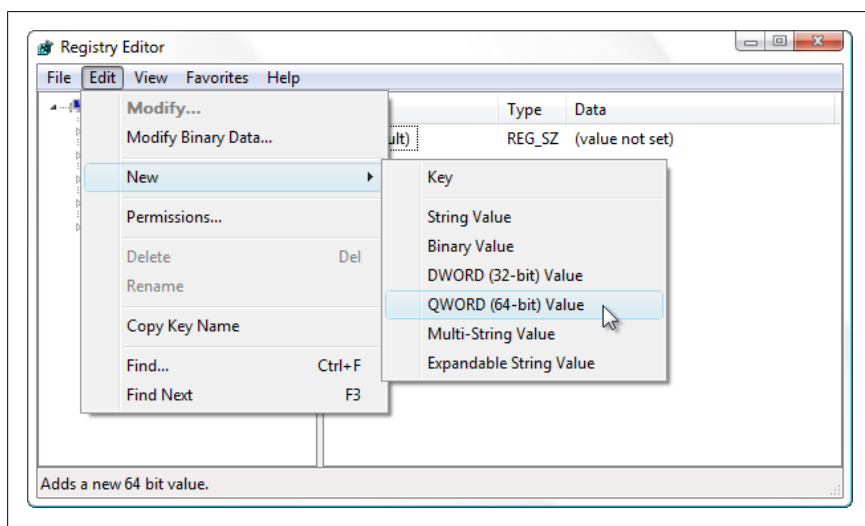 Registry Editor
File Edit View Favorites Help
Type Data
Modify...
Modify Binary Data...
ult) REG_SZ (value not set)
New
Key
Permissions...
String Value
Binary Value
Delete Del
DWORD (32-bit) Value
Rename
QWORD (64-bit) Value
Copy Key Name
Multi-String Value
Find... Ctrl+F
Expandable String Value
Find Next F3
Adds a new 64 bit value.